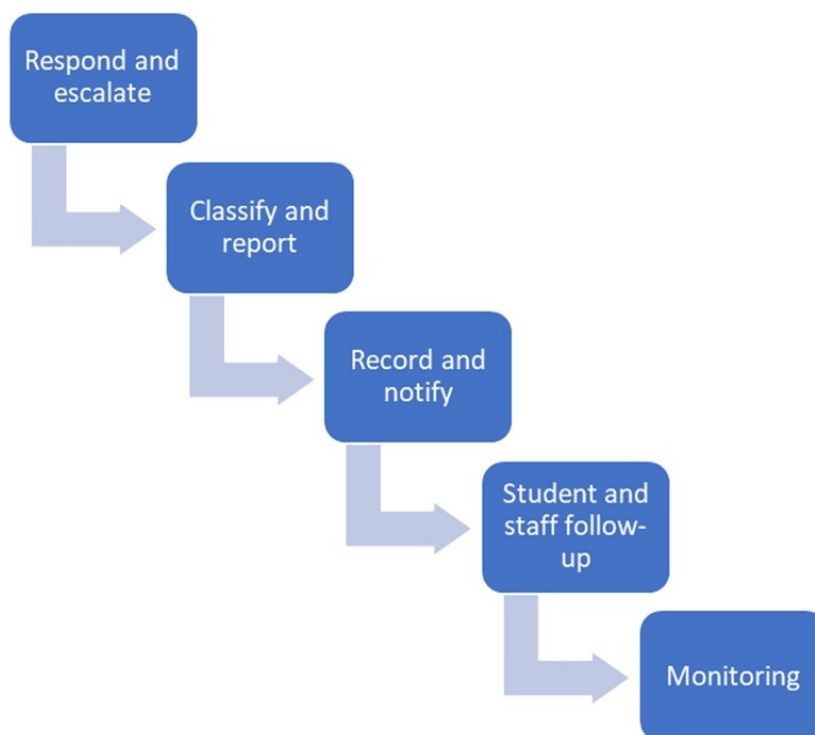 Respond and
escalate
Classify and
report
Record and
notify
Student and
staff follow-
up
Monitoring